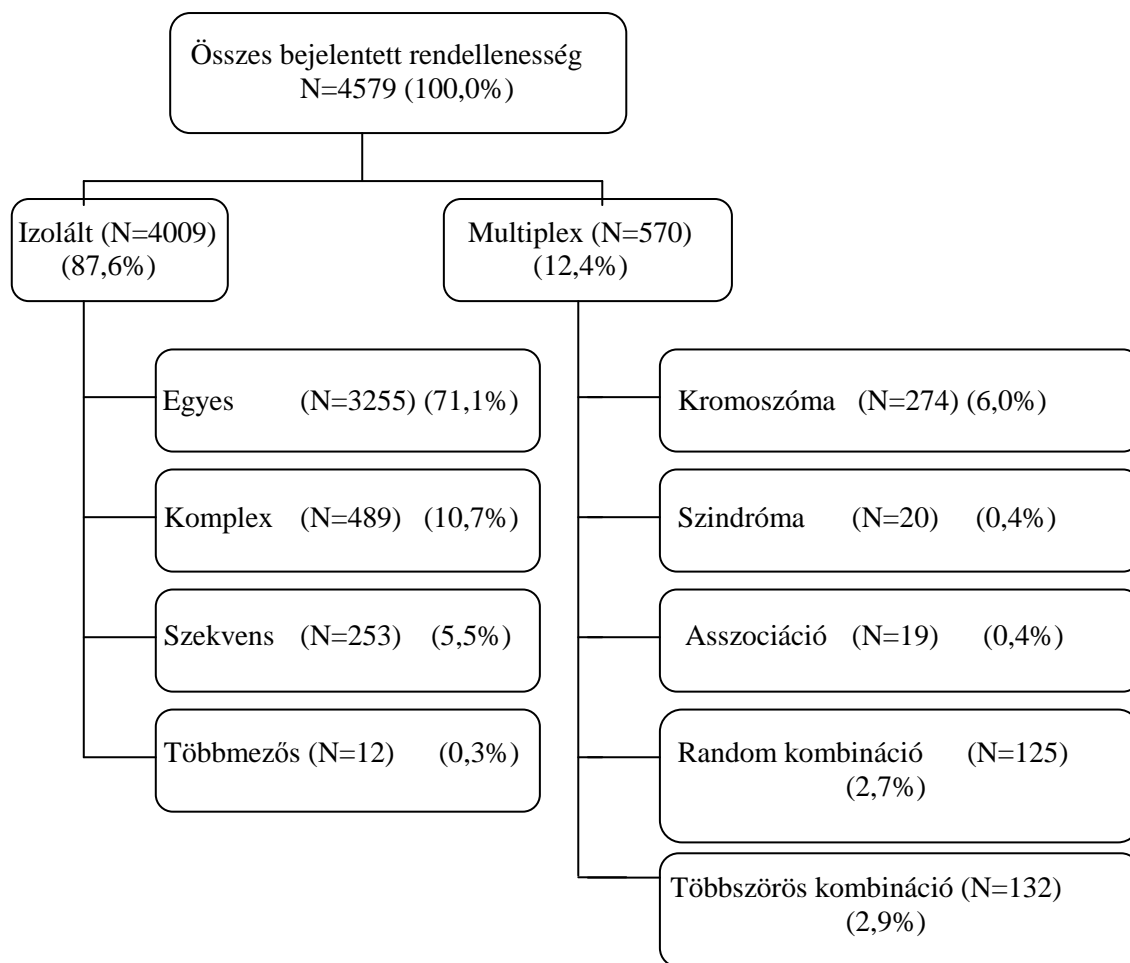 Összes bejelentett rendellenesség
N=4579 (100,0%)
Izolált (N=4009)
(87,6%)
Multiplex (N=570)
(12,4%)
Egyes (N=3255) (71,1%)
Komplex (N=489) (10,7%)
Szekvens (N=253) (5,5%)
Többmezős (N=12) (0,3%)
Kromoszóma (N=274) (6,0%)
Szindróma (N=20) (0,4%)
Asszociáció (N=19) (0,4%)
Random kombináció (N=125)
(2,7%)
Többszörös kombináció (N=132)
(2,9%)